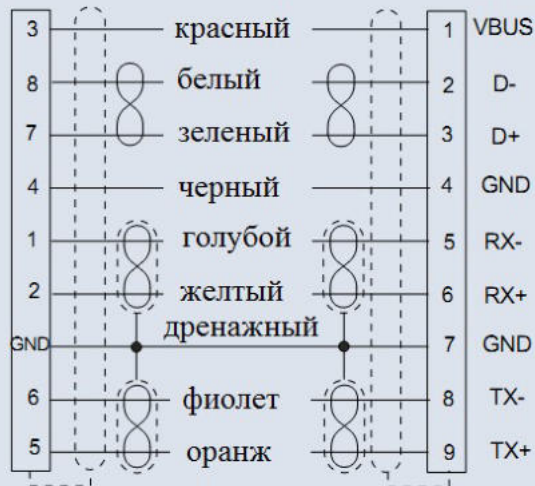 3 красный 1 VBUS
8 белый 2 D-
7 зеленый 3 D+
4 черный 4 GND
1 голубой 5 RX-
2 желтый 6 RX+
GND дренажный 7 GND
6 фиолет 8 TX-
5 оранж 9 TX+